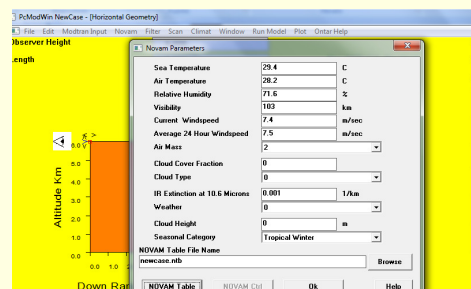 PcModWin NewCase - [Horizontal Geometry]
File Edit Modtran Input Novam Filter Scan Climat Window Run Model Plot Ontar Help
Observer Height
Length
Novam Parameters
Sea Temperature 29.4 C
Air Temperature 28.2 C
Relative Humidity 71.6 %
Visibility 103 km
Current Windspeed 7.4 m/sec
Average 24 Hour Windspeed 7.5 m/sec
Air Mass 2
Cloud Cover Fraction 0
Cloud Type 0
IR Extinction at 10.6 Microns 0.001 1/km
Weather 0
Cloud Height 0 m
Seasonal Category Tropical Winter
NOVAM Table File Name
newcase.ntb Browse
NOVAM Table NOVAM Ctrl Ok Help
6.0
5.0
4.0
3.0
2.0
1.0
0.0
Altitude Km
0.0 1.0
Down Ran